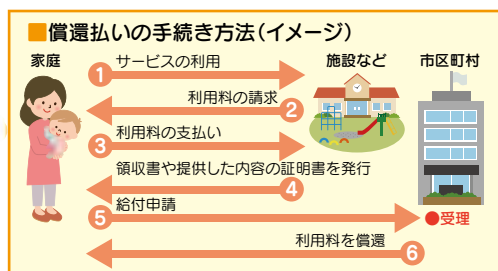 ■償還払いの手続き方法(イメージ)
家庭
施設など
市区町村
1 サービスの利用
利用料の請求 2
3 利用料の支払い
領収書や提供した内容の証明書を発行
4
5 給付申請
●受理
利用料を償還
6